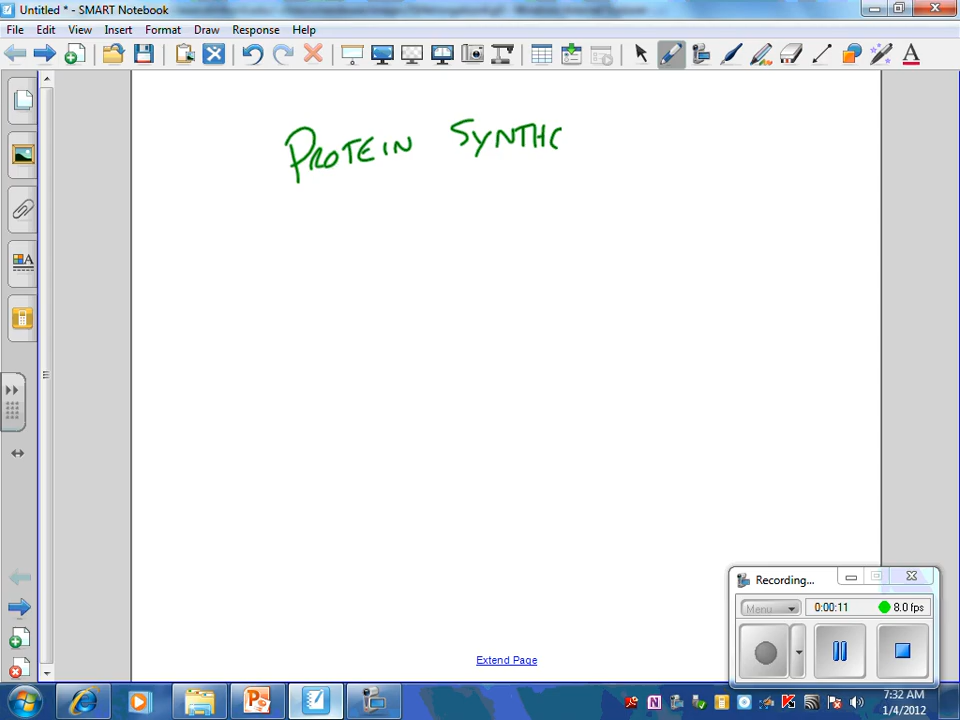 Untitled * - SMART Notebook
File Edit View Insert Format Draw Response Help
PROTEIN SYNTHC
Extend Page
Recording...
Menu 0:00:11 8.0 fps
7:32 AM
1/4/2012